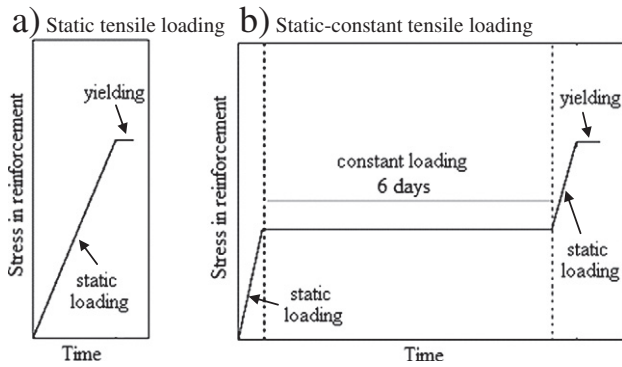 a) Static tensile loading
Stress in reinforcement
yielding
static
loading
Time
b) Static-constant tensile loading
Stress in reinforcement
constant loading
6 days
yielding
static
loading
static
loading
Time